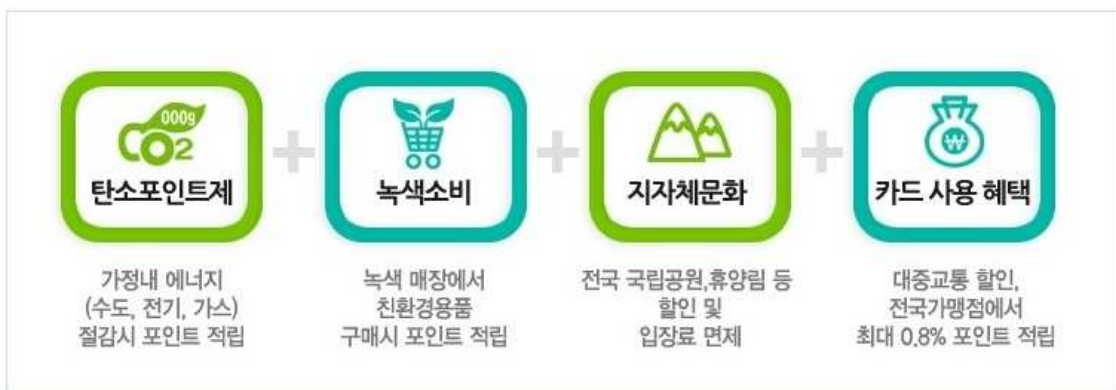 000g
CO2
탄소포인트제
가정내 에너지
(수도, 전기, 가스)
절감시 포인트 적립
녹색소비
녹색 매장에서
친환경용품
구매시 포인트 적립
지자체문화
전국 국립공원,휴양림 등
할인 및
입장료 면제
₩
카드 사용 혜택
대중교통 할인,
전국가맹점에서
최대 0.8% 포인트 적립